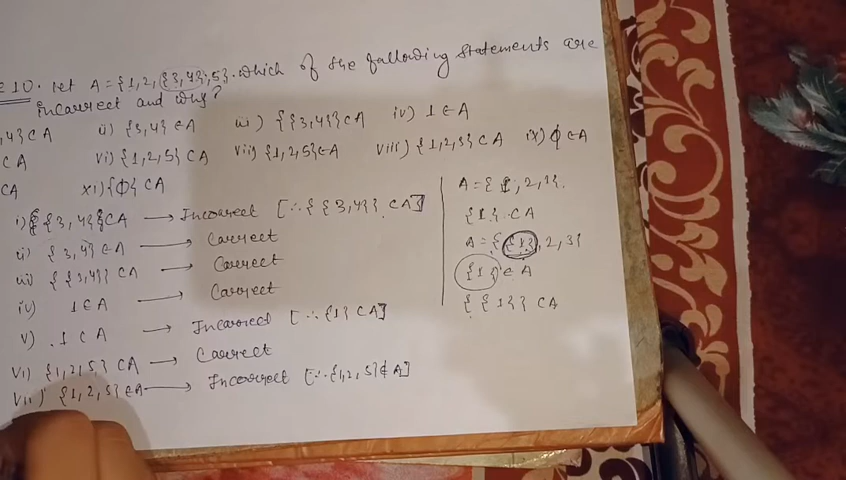 E 10. Let A = {1, 2, {3, 4}, 5}. Which of the following statements are
incorrect and why?
, 4} ⊂ A ii) {3, 4} ∈ A iii) {{3, 4}} ⊂ A iv) 1 ∈ A
⊂ A vi) {1, 2, 5} ⊂ A vii) {1, 2, 5} ∈ A viii) {1, 2, 3} ⊂ A ix) ϕ ∈ A
⊂ A xi) {ϕ} ⊂ A
i) {3, 4} ⊂ A → Incorrect [∵ {{3, 4}} ⊂ A]
ii) {3, 4} ∈ A → Correct
iii) {{3, 4}} ⊂ A → Correct
iv) 1 ∈ A → Correct
v) . 1 ⊂ A → Incorrect [∵ {1} ⊂ A]
vi) {1, 2, 5} ⊂ A → Correct
vii) {1, 2, 5} ∈ A → Incorrect [∵ {1, 2, 5} ∉ A]
A = {1, 2, 3}.
{1} ⊂ A
A = {{1}, 2, 3}
{1} ∈ A
{{1}} ⊂ A